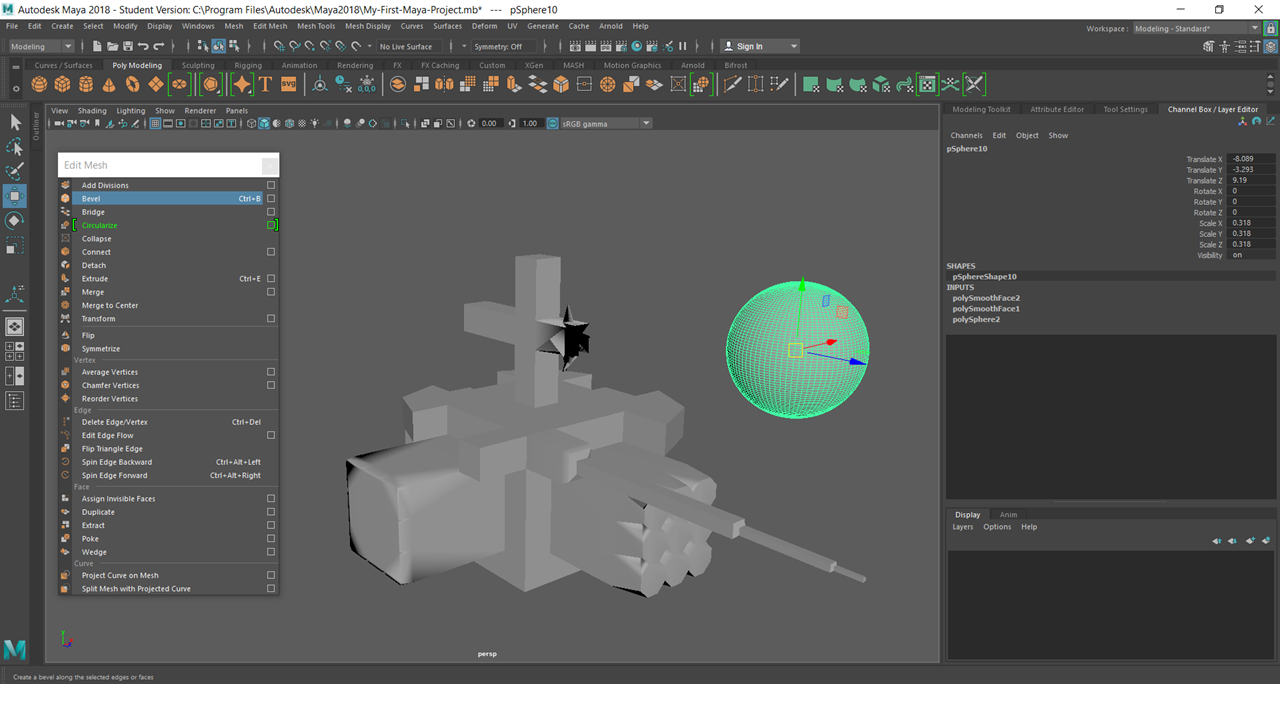 Autodesk Maya 2018 - Student Version: C:\Program Files\Autodesk\Maya2018\My-First-Maya-Project.mb* --- pSphere10
File Edit Create Select Modify Display Windows Mesh Edit Mesh Mesh Tools Mesh Display Curves Surfaces Deform UV Generate Cache Arnold Help
Workspace : Modeling - Standard*
Modeling No Live Surface Symmetry: Off Sign In
Curves / Surfaces Poly Modeling Sculpting Rigging Animation Rendering FX FX Caching Custom XGen MASH Motion Graphics Arnold Bifrost
T SVG
Outliner
View Shading Lighting Show Renderer Panels
0.00 1.00 sRGB gamma
Edit Mesh
Add Divisions
Bevel Ctrl+B
Bridge
Circularize
Collapse
Connect
Detach
Extrude Ctrl+E
Merge
Merge to Center
Transform
Flip
Symmetrize
Vertex
Average Vertices
Chamfer Vertices
Reorder Vertices
Edge
Delete Edge/Vertex Ctrl+Del
Edit Edge Flow
Flip Triangle Edge
Spin Edge Backward Ctrl+Alt+Left
Spin Edge Forward Ctrl+Alt+Right
Face
Assign Invisible Faces
Duplicate
Extract
Poke
Wedge
Curve
Project Curve on Mesh
Split Mesh with Projected Curve
persp
Modeling Toolkit Attribute Editor Tool Settings Channel Box / Layer Editor
Channels Edit Object Show
pSphere10
Translate X -8.089
Translate Y -3.293
Translate Z 9.19
Rotate X 0
Rotate Y 0
Rotate Z 0
Scale X 0.318
Scale Y 0.318
Scale Z 0.318
Visibility on
SHAPES
pSphereShape10
INPUTS
polySmoothFace2
polySmoothFace1
polySphere2
Display Anim
Layers Options Help
Create a bevel along the selected edges or faces